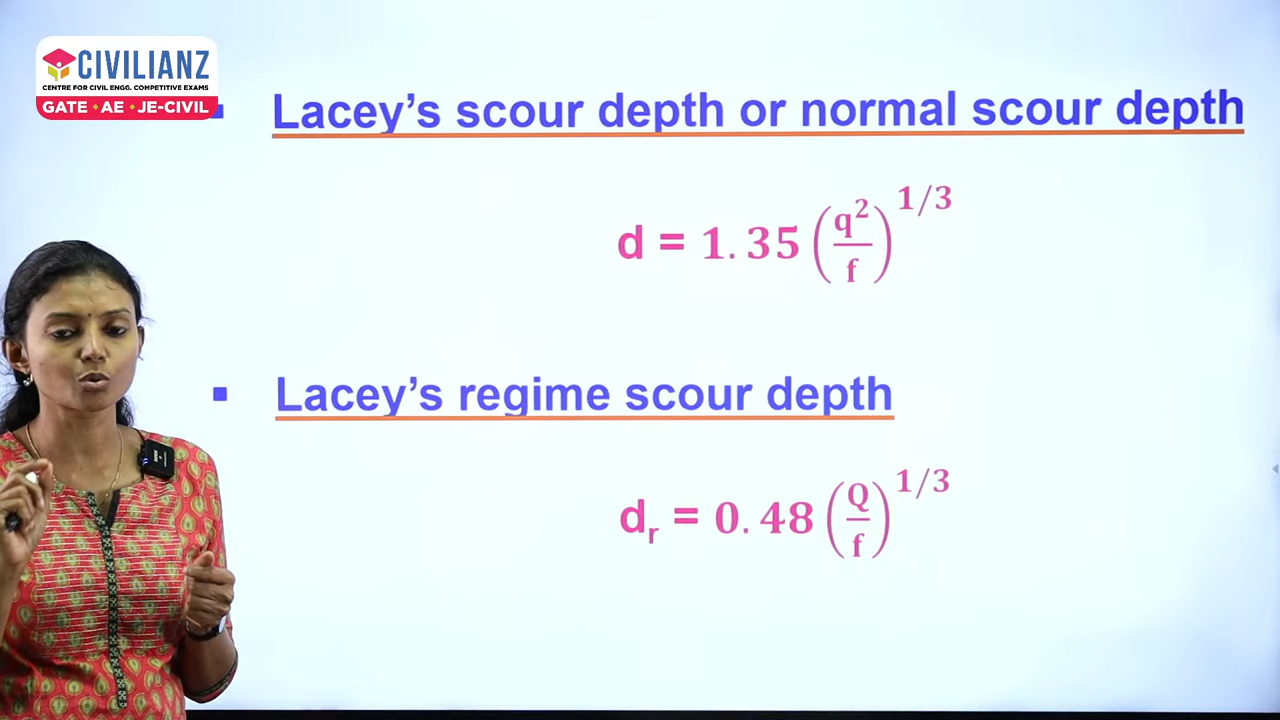 CIVILIANZ
CENTRE FOR CIVIL ENGG. COMPETITIVE EXAMS
GATE • AE • JE-CIVIL
▪ Lacey's scour depth or normal scour depth
d = 1.35 (q²/f)^1/3
▪ Lacey's regime scour depth
dᵣ = 0.48 (Q/f)^1/3